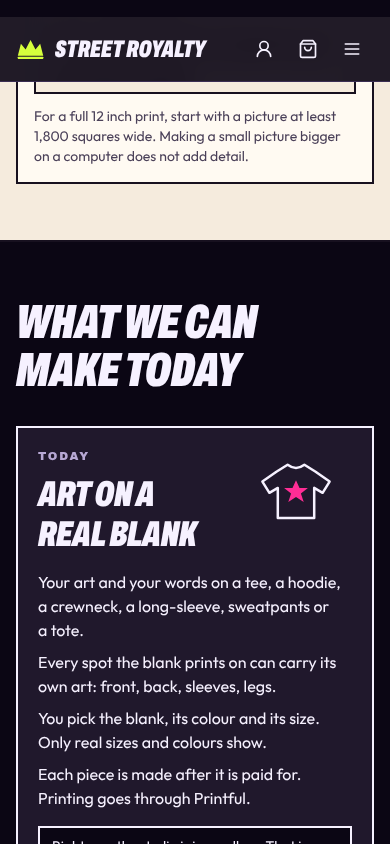 STREET ROYALTY
For a full 12 inch print, start with a picture at least
1,800 squares wide. Making a small picture bigger
on a computer does not add detail.
WHAT WE CAN
MAKE TODAY
TODAY
ART ON A
REAL BLANK
Your art and your words on a tee, a hoodie,
a crewneck, a long-sleeve, sweatpants or
a tote.
Every spot the blank prints on can carry its
own art: front, back, sleeves, legs.
You pick the blank, its colour and its size.
Only real sizes and colours show.
Each piece is made after it is paid for.
Printing goes through Printful.